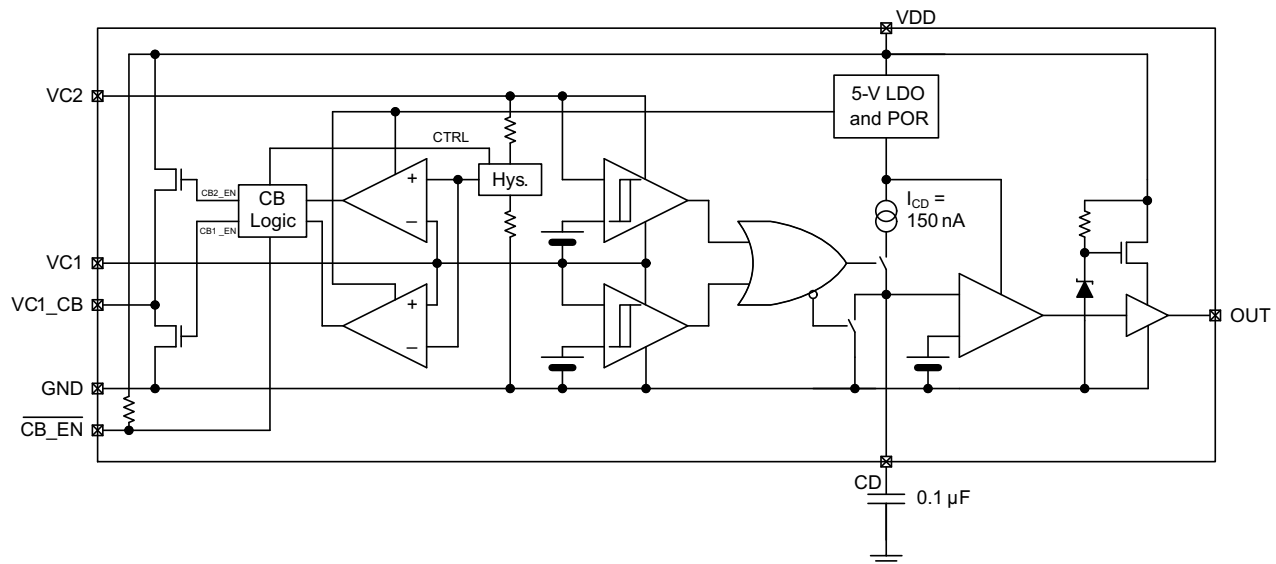 VDD
VC2
5-V LDO
and POR
CTRL
+
Hys.
CB2_EN
CB
Logic
CB1_EN
–
I_CD =
150 nA
VC1
+
VC1_CB
–
OUT
GND
CB_EN
CD
0.1 µF